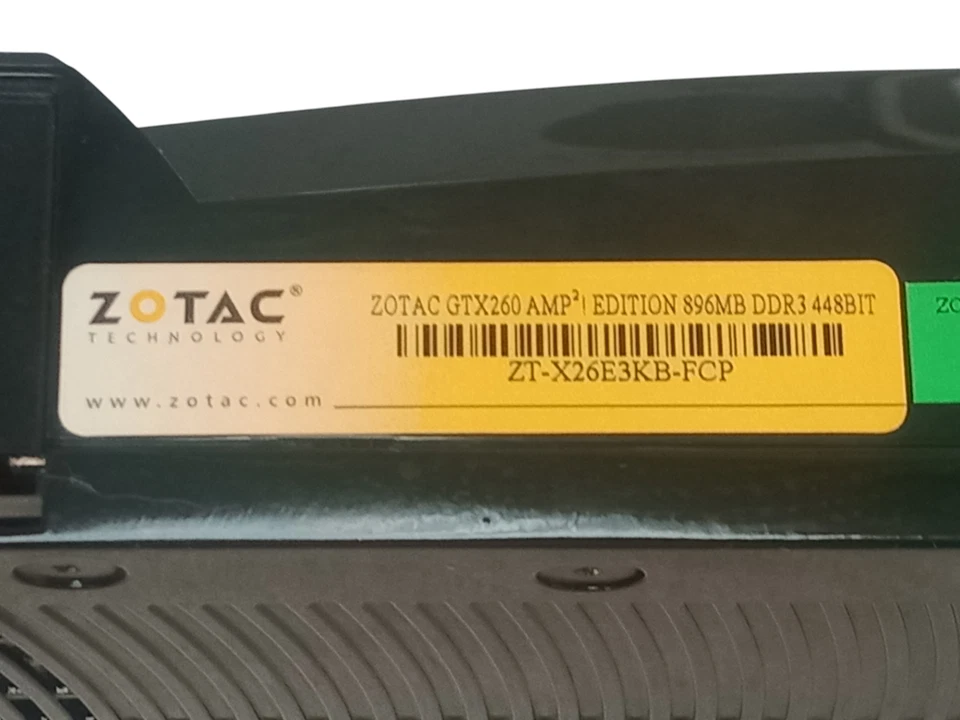 ZOTAC®
TECHNOLOGY
www.zotac.com
ZOTAC GTX260 AMP²! EDITION 896MB DDR3 448BIT
ZT-X26E3KB-FCP